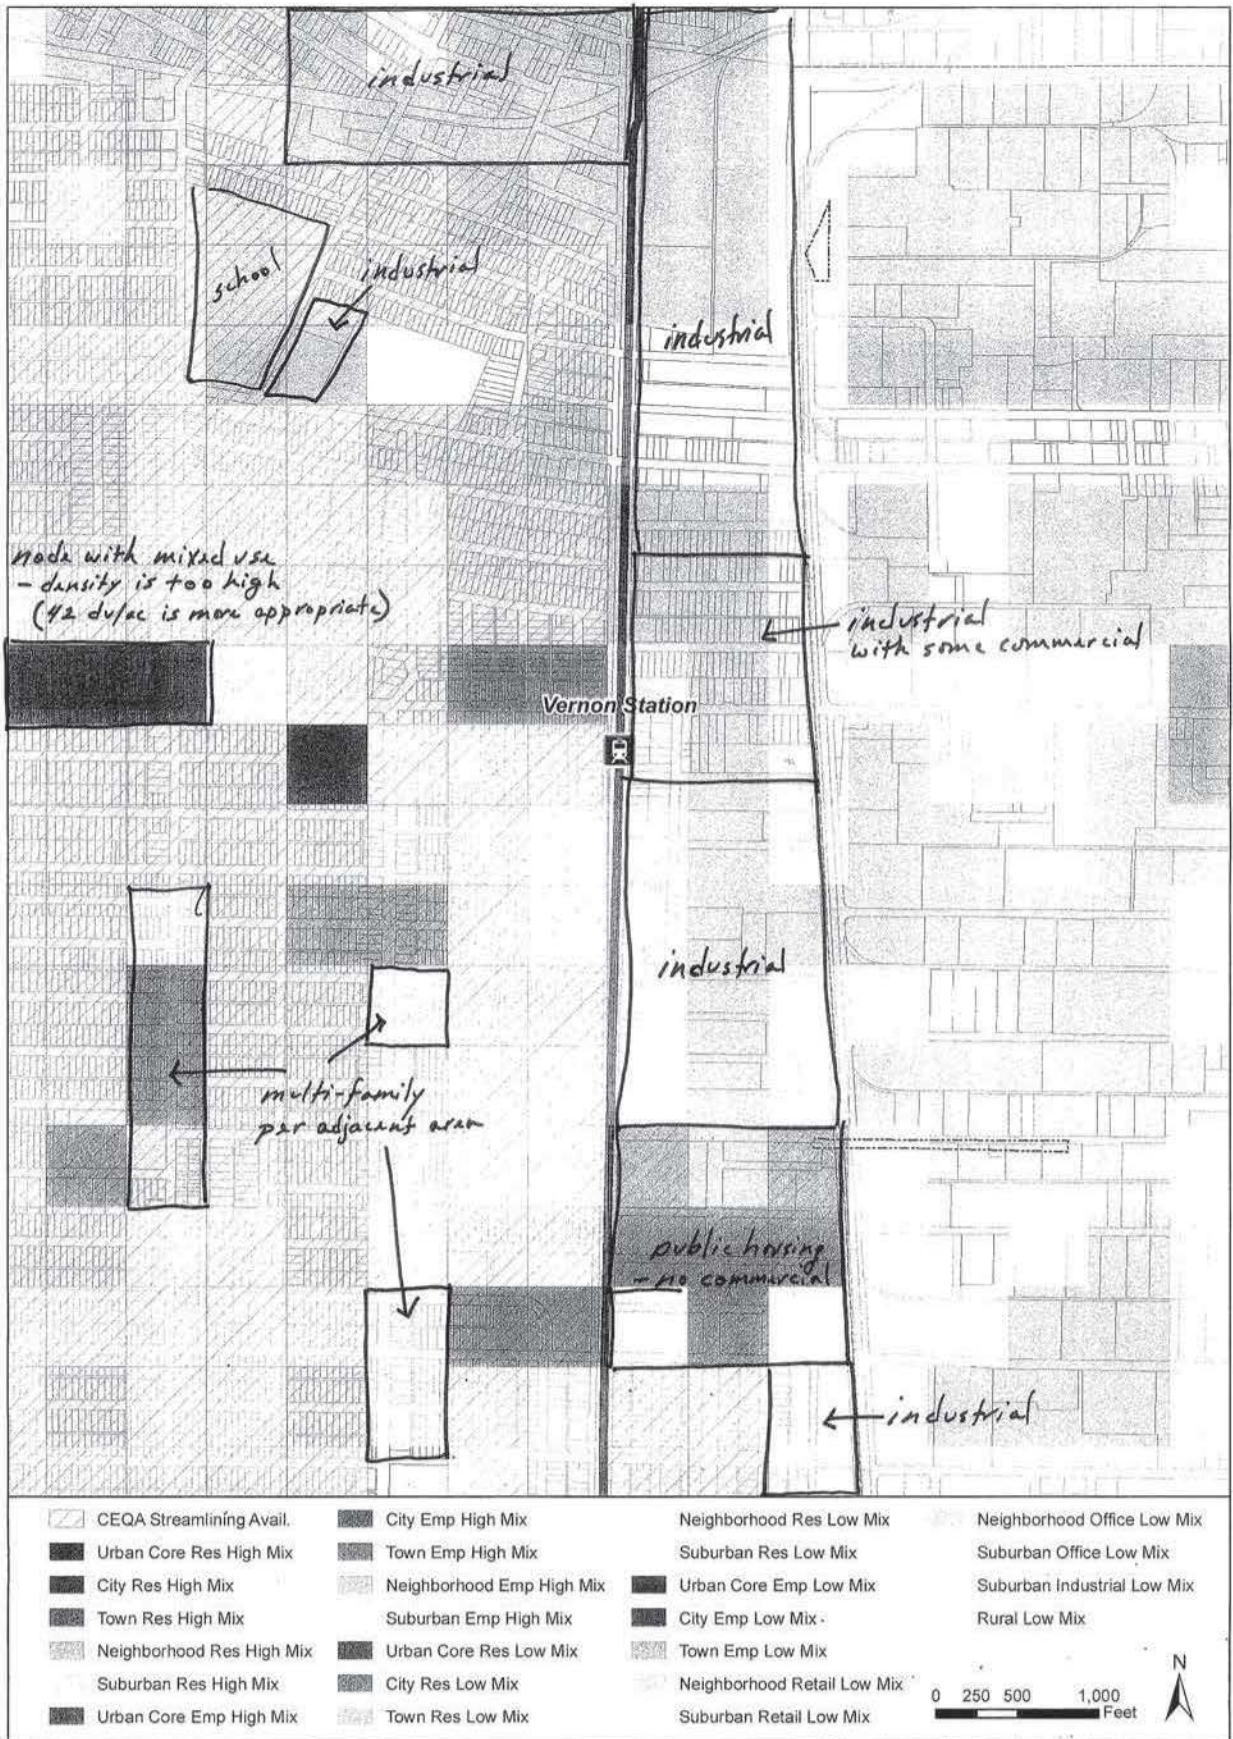 industrial
school
industrial
industrial
node with mixed use
- density is too high
(42 du/ac is more appropriate)
industrial
with some commercial
Vernon Station
industrial
multi-family
per adjacent area
public housing
- no commercial
industrial
CEQA Streamlining Avail.
Urban Core Res High Mix
City Res High Mix
Town Res High Mix
Neighborhood Res High Mix
Suburban Res High Mix
Urban Core Emp High Mix
City Emp High Mix
Town Emp High Mix
Neighborhood Emp High Mix
Suburban Emp High Mix
Urban Core Res Low Mix
City Res Low Mix
Town Res Low Mix
Neighborhood Res Low Mix
Suburban Res Low Mix
Urban Core Emp Low Mix
City Emp Low Mix
Town Emp Low Mix
Neighborhood Retail Low Mix
Suburban Retail Low Mix
Neighborhood Office Low Mix
Suburban Office Low Mix
Suburban Industrial Low Mix
Rural Low Mix
0 250 500 1,000
Feet
N